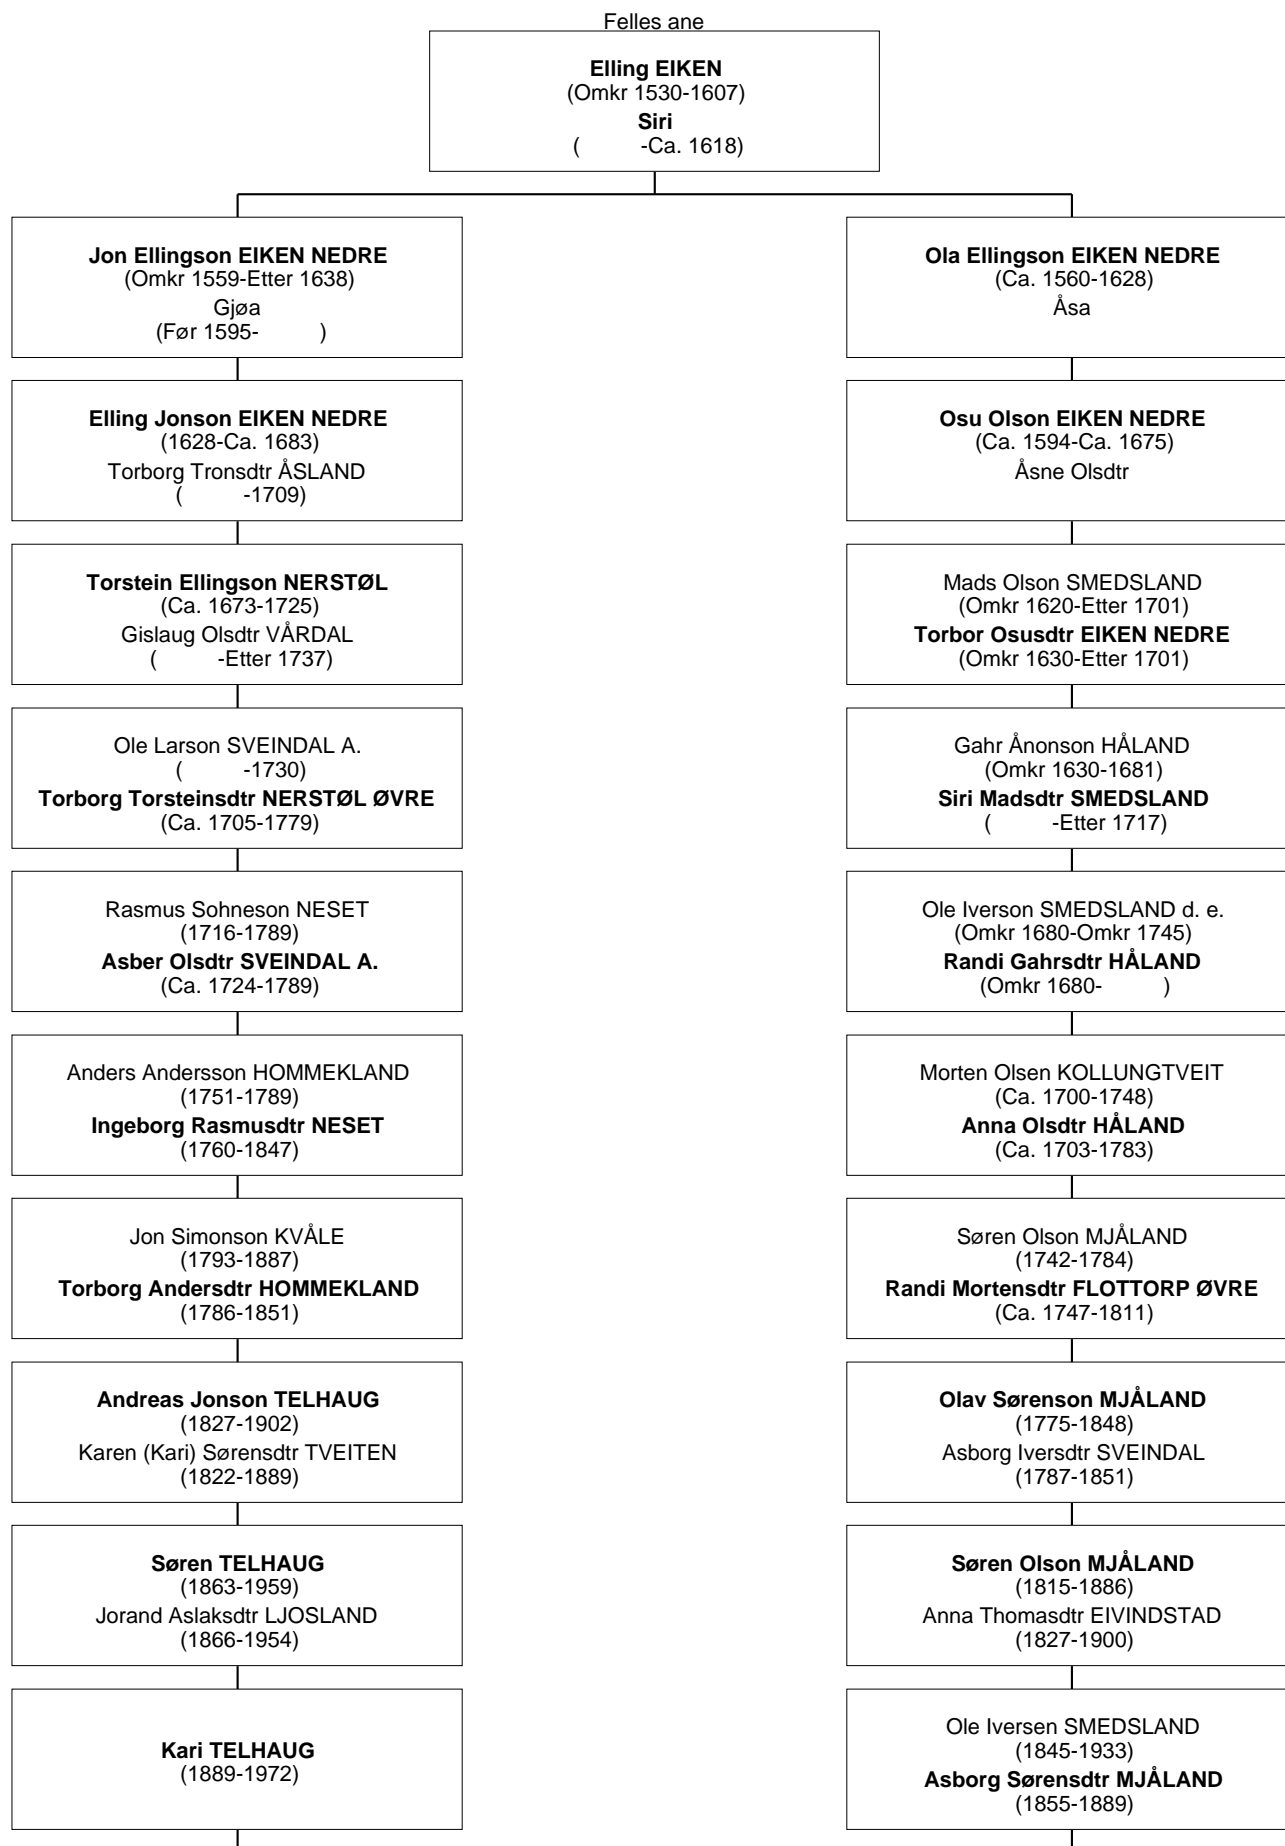 Felles ane
Elling EIKEN
(Omkr 1530-1607)
Siri
( -Ca. 1618)
Jon Ellingson EIKEN NEDRE
(Omkr 1559-Etter 1638)
Gjøa
(Før 1595- )
Ola Ellingson EIKEN NEDRE
(Ca. 1560-1628)
Åsa
Elling Jonson EIKEN NEDRE
(1628-Ca. 1683)
Torborg Tronsdtr ÅSLAND
( -1709)
Osu Olson EIKEN NEDRE
(Ca. 1594-Ca. 1675)
Åsne Olsdtr
Torstein Ellingson NERSTØL
(Ca. 1673-1725)
Gislaug Olsdtr VÅRDAL
( -Etter 1737)
Mads Olson SMEDSLAND
(Omkr 1620-Etter 1701)
Torbor Osusdtr EIKEN NEDRE
(Omkr 1630-Etter 1701)
Ole Larson SVEINDAL A.
( -1730)
Torborg Torsteinsdtr NERSTØL ØVRE
(Ca. 1705-1779)
Gahr Ånonson HÅLAND
(Omkr 1630-1681)
Siri Madsdtr SMEDSLAND
( -Etter 1717)
Rasmus Sohneson NESET
(1716-1789)
Asber Olsdtr SVEINDAL A.
(Ca. 1724-1789)
Ole Iverson SMEDSLAND d. e.
(Omkr 1680-Omkr 1745)
Randi Gahrsdtr HÅLAND
(Omkr 1680- )
Anders Andersson HOMMEKLAND
(1751-1789)
Ingeborg Rasmusdtr NESET
(1760-1847)
Morten Olsen KOLLUNGTVEIT
(Ca. 1700-1748)
Anna Olsdtr HÅLAND
(Ca. 1703-1783)
Jon Simonson KVÅLE
(1793-1887)
Torborg Andersdtr HOMMEKLAND
(1786-1851)
Søren Olson MJÅLAND
(1742-1784)
Randi Mortensdtr FLOTTORP ØVRE
(Ca. 1747-1811)
Andreas Jonson TELHAUG
(1827-1902)
Karen (Kari) Sørensdtr TVEITEN
(1822-1889)
Olav Sørenson MJÅLAND
(1775-1848)
Asborg Iversdtr SVEINDAL
(1787-1851)
Søren TELHAUG
(1863-1959)
Jorand Aslaksdtr LJOSLAND
(1866-1954)
Søren Olson MJÅLAND
(1815-1886)
Anna Thomasdtr EIVINDSTAD
(1827-1900)
Kari TELHAUG
(1889-1972)
Ole Iversen SMEDSLAND
(1845-1933)
Asborg Sørensdtr MJÅLAND
(1855-1889)